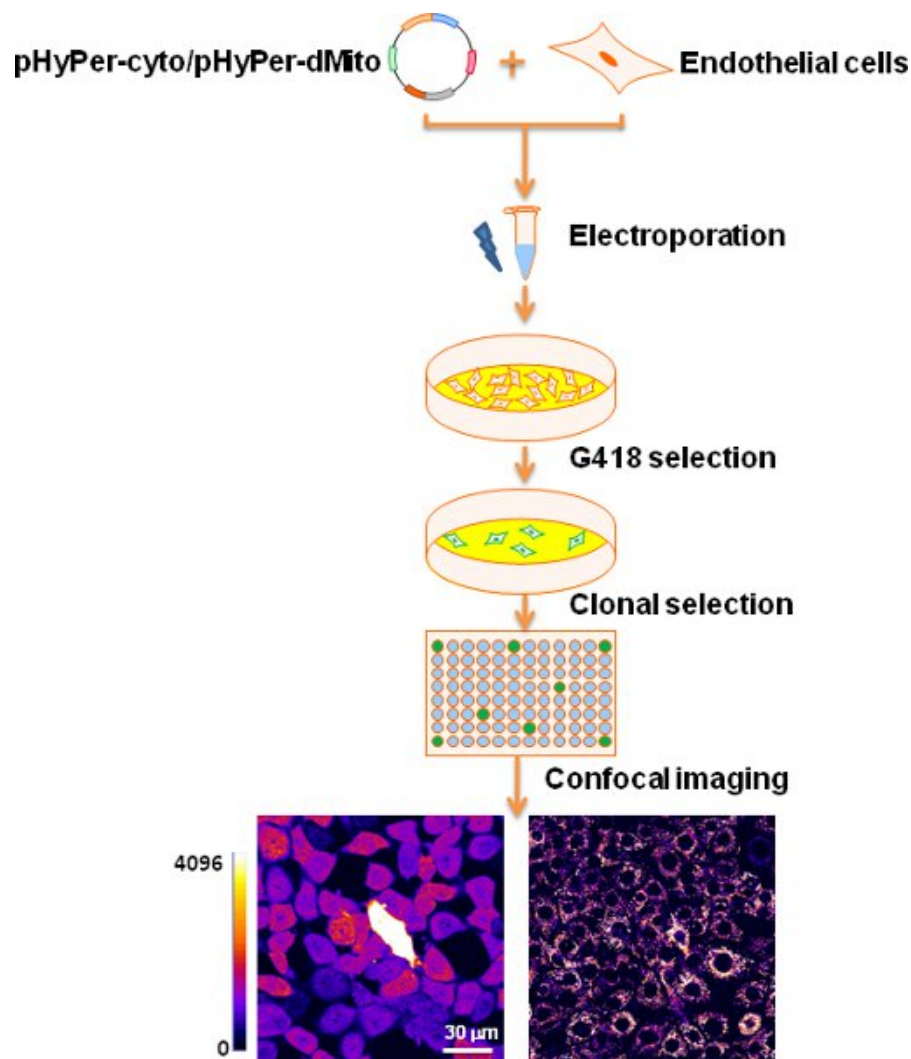 pHyPer-cyto/pHyPer-dMito
+
Endothelial cells
Electroporation
G418 selection
Clonal selection
Confocal imaging
4096
0
30 µm